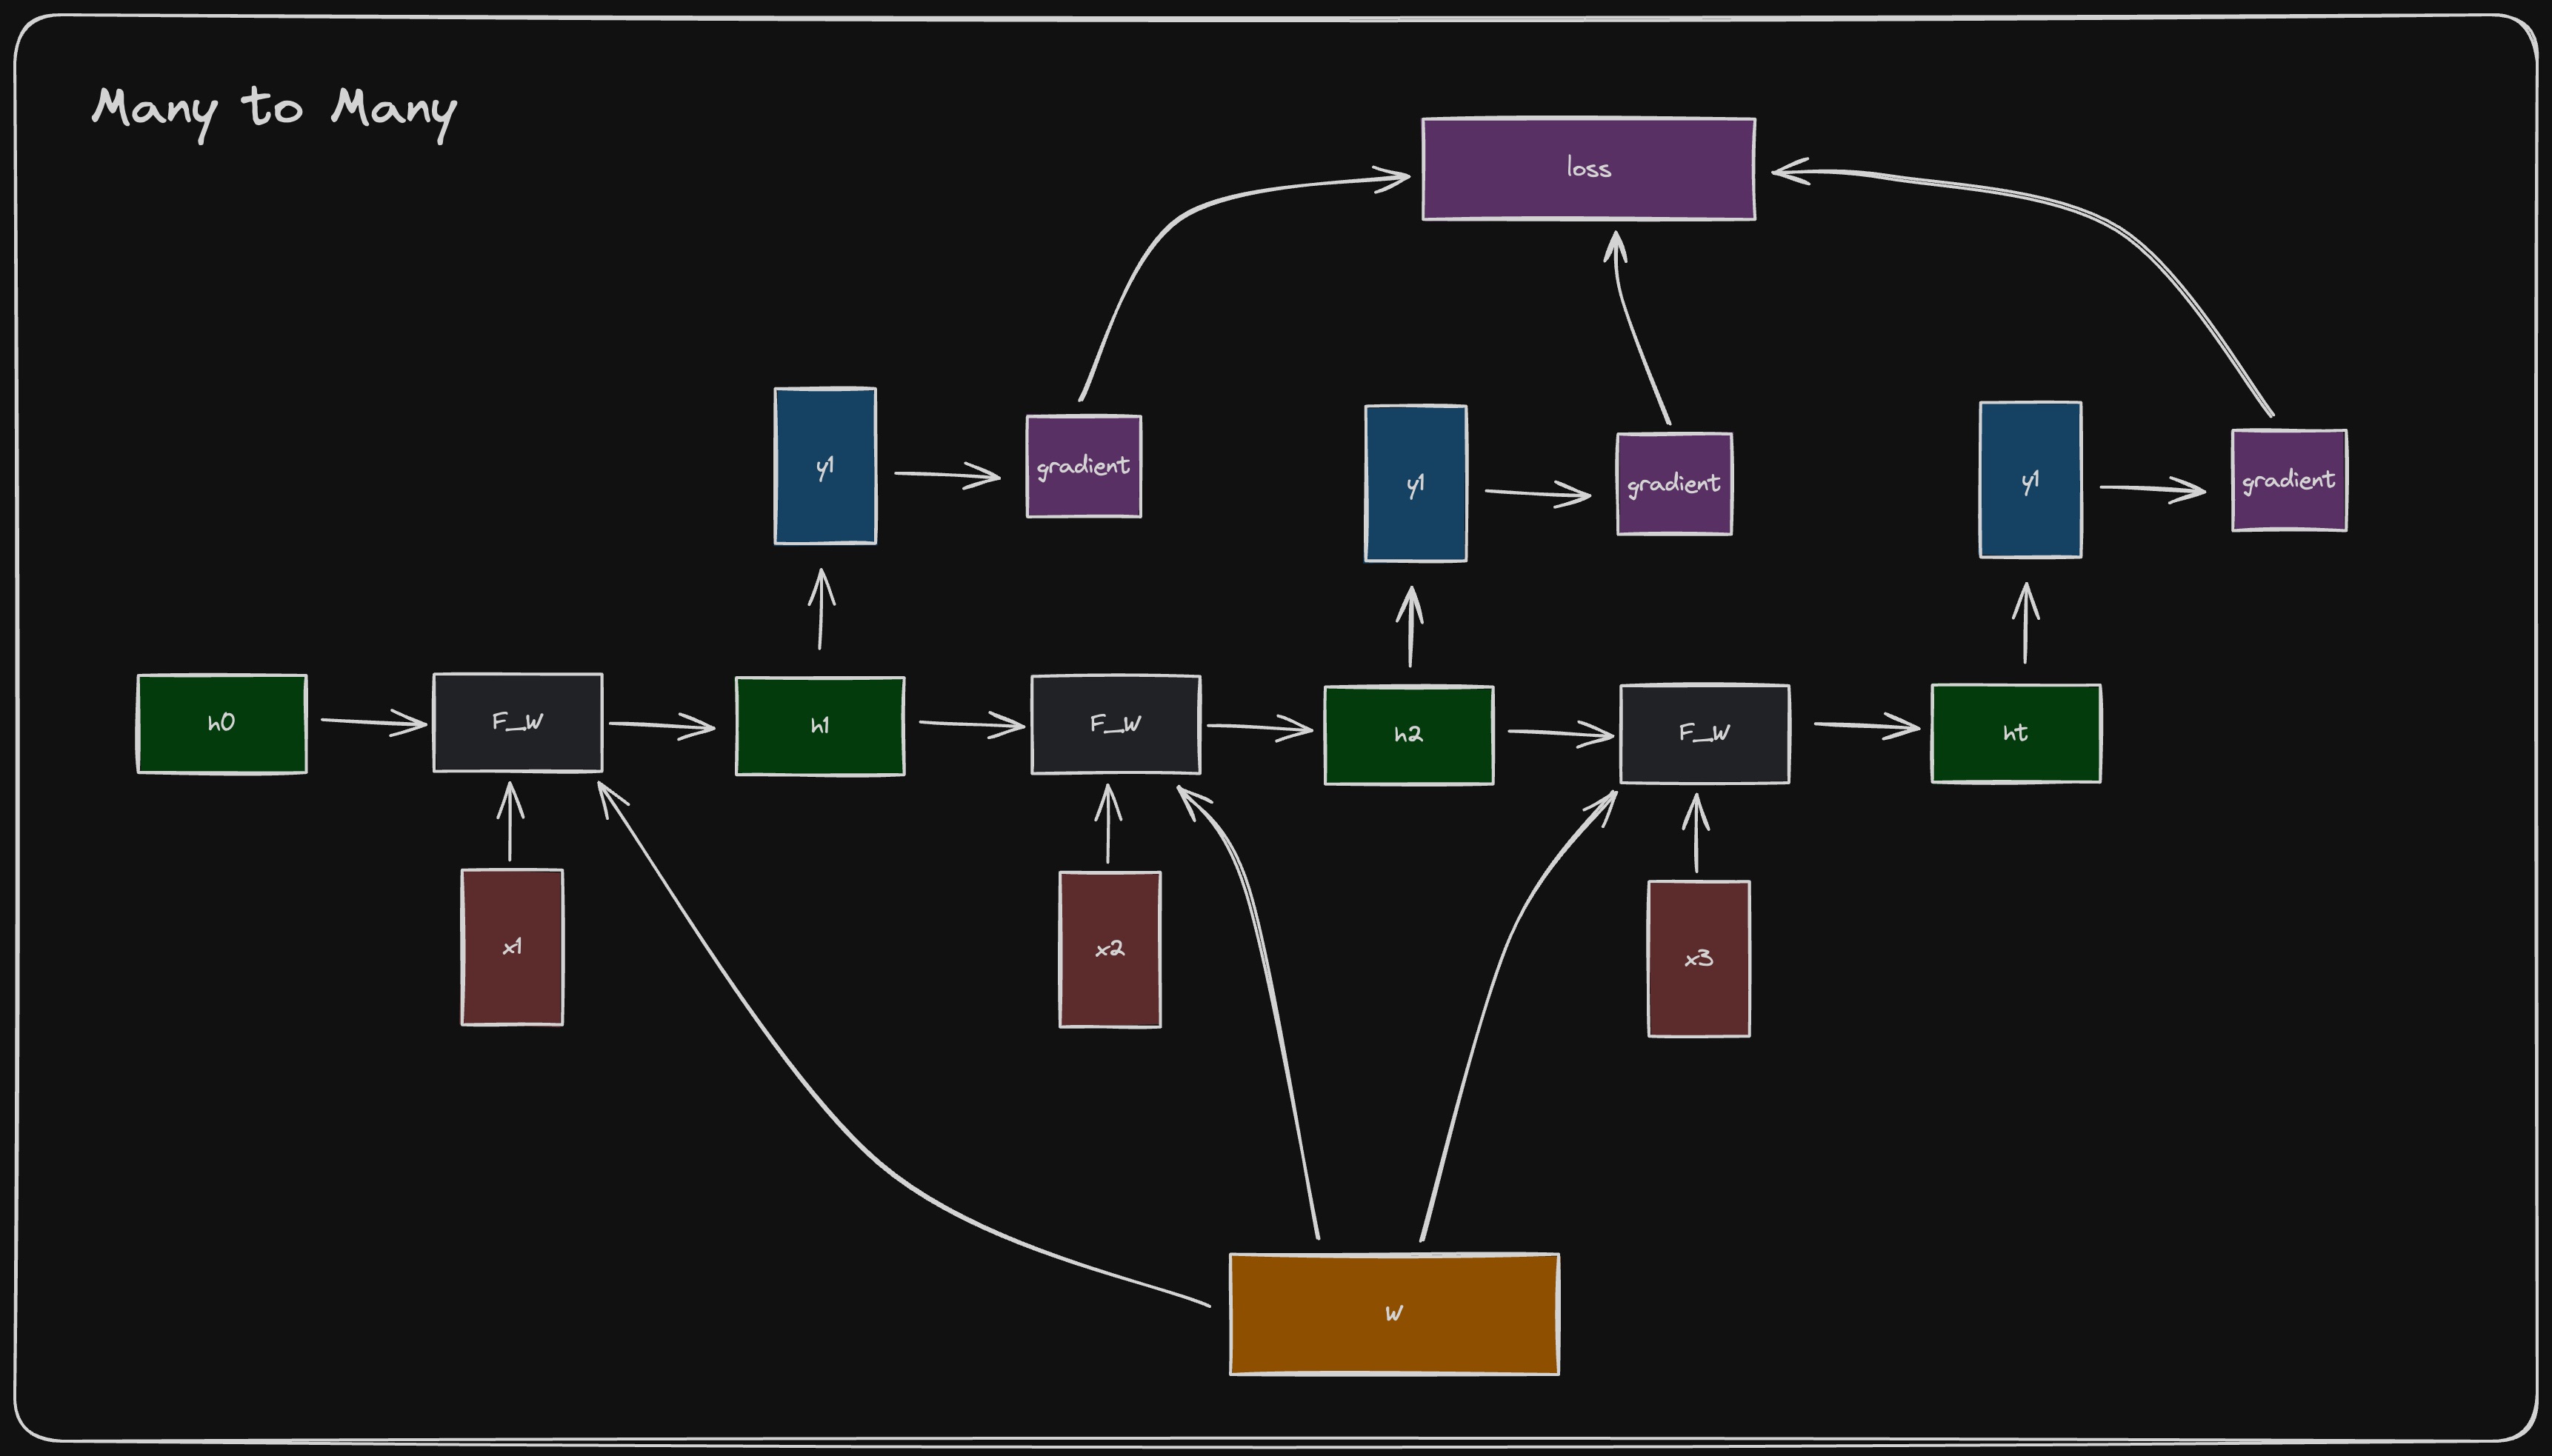 Many to Many
loss
y1
gradient
y1
gradient
y1
gradient
h0
F_W
h1
F_W
h2
F_W
ht
x1
x2
x3
W